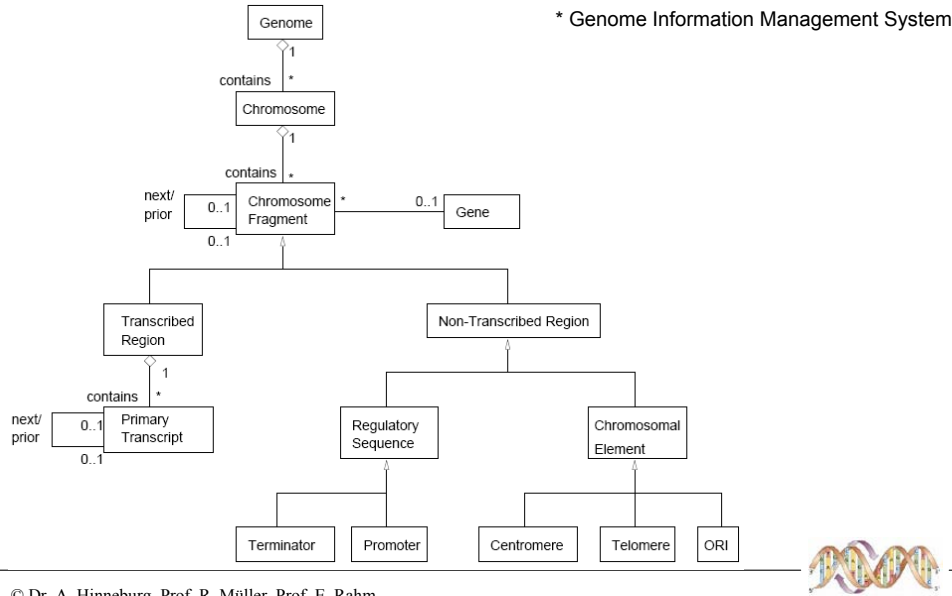 * Genome Information Management System
Genome
1
contains *
Chromosome
1
contains *
next/
prior
0..1
0..1
Chromosome
Fragment
*
0..1
Gene
Transcribed
Region
1
contains *
next/
prior
0..1
0..1
Primary
Transcript
Non-Transcribed Region
Regulatory
Sequence
Chromosomal
Element
Terminator
Promoter
Centromere
Telomere
ORI
© Dr. A. Hinneburg, Prof. R. Müller, Prof. E. Rahm